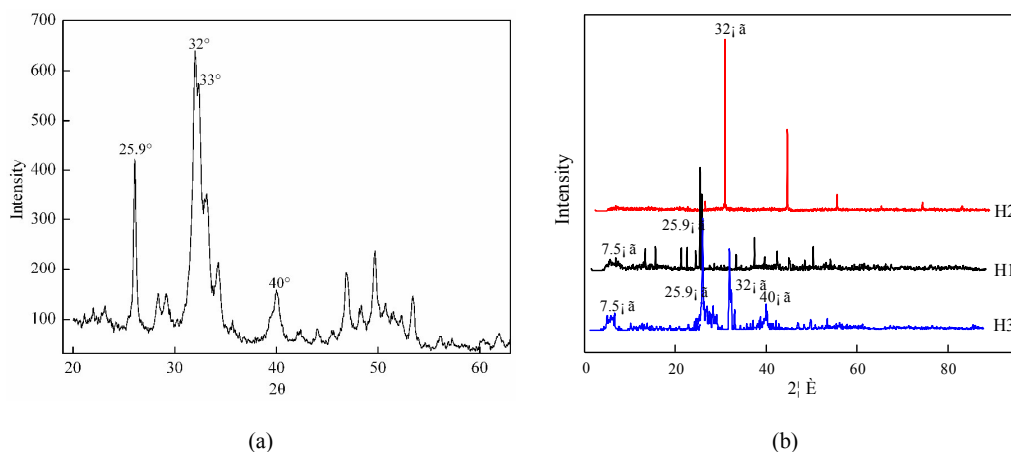 700
600
500
400
300
200
100
Intensity
25.9°
32°
33°
40°
20
30
40
50
60
2θ
(a)
Intensity
32¡ ã
H2
25.9¡ ã
7.5¡ ã
H1
25.9¡ ã
32¡ ã
40¡ ã
7.5¡ ã
H3
0
20
40
60
80
2¦ È
(b)